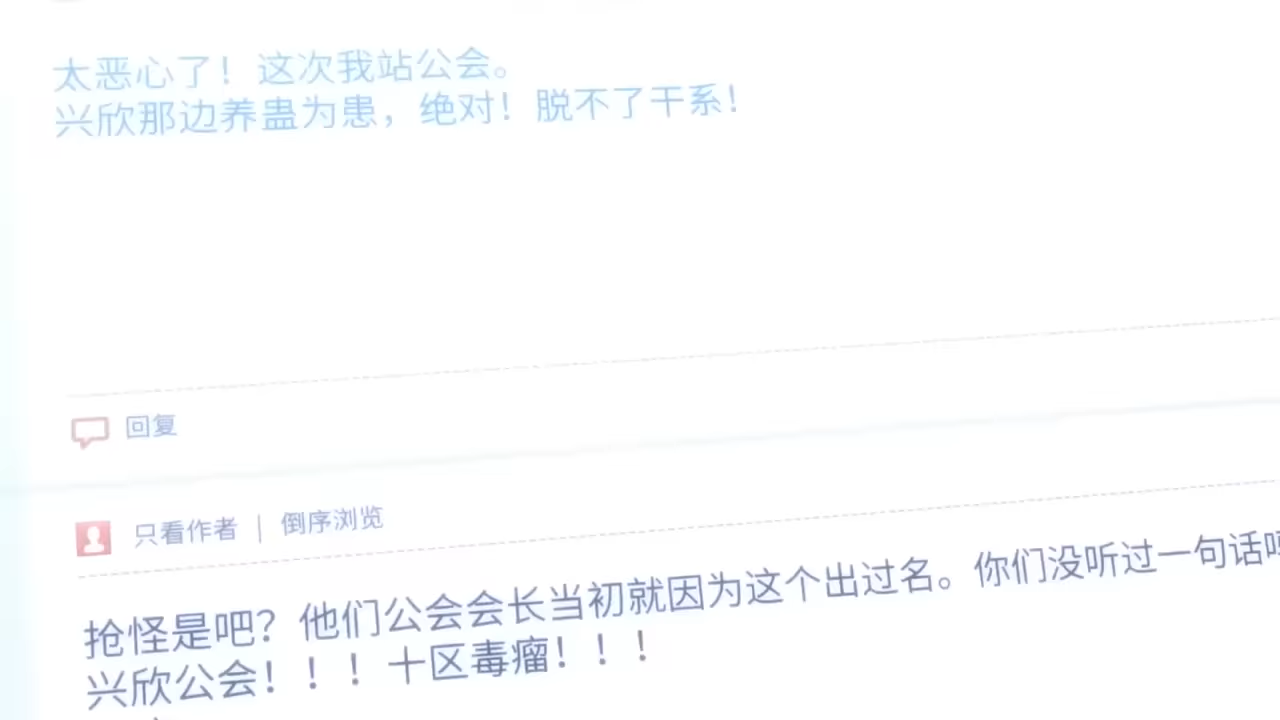 太恶心了！这次我站公会。
兴欣那边养蛊为患，绝对！脱不了干系！
回复
只看作者 | 倒序浏览
抢怪是吧？他们公会会长当初就因为这个出过名。你们没听过一句话
兴欣公会！！！十区毒瘤！！！